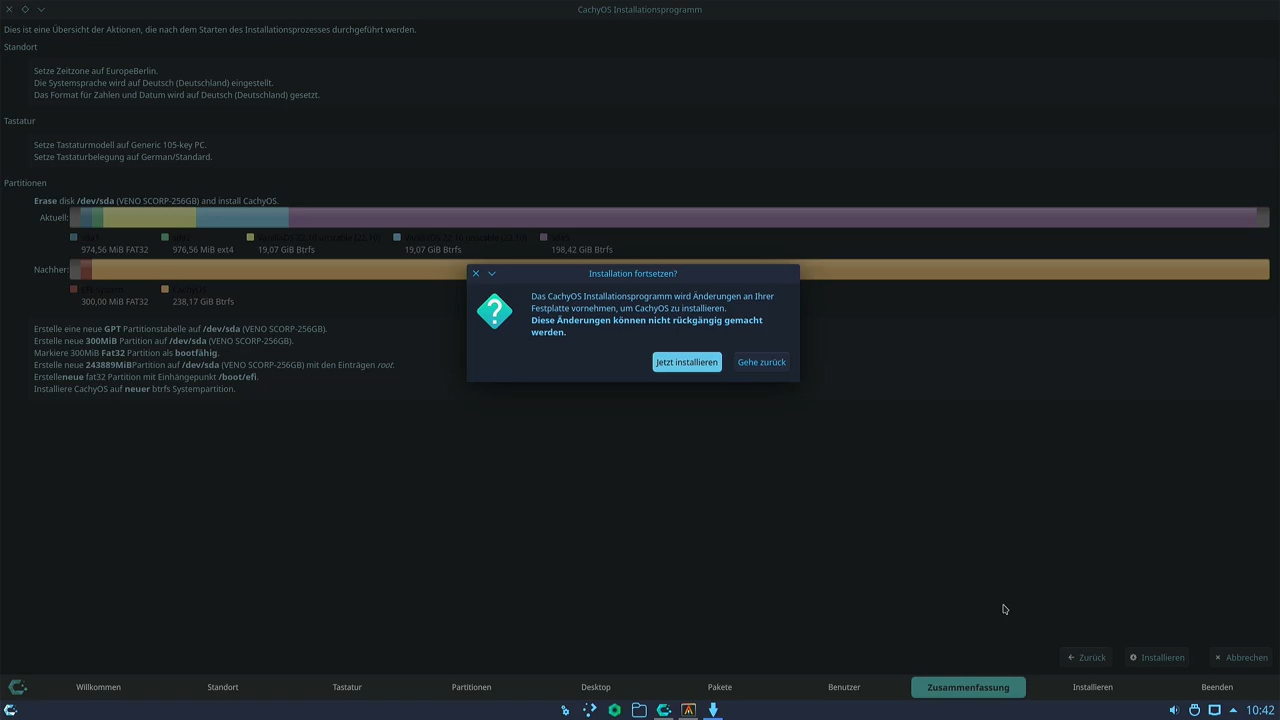 CachyOS Installationsprogramm
Dies ist eine Übersicht der Aktionen, die nach dem Starten des Installationsprozesses durchgeführt werden.
Standort
Setze Zeitzone auf EuropeBerlin.
Die Systemsprache wird auf Deutsch (Deutschland) eingestellt.
Das Format für Zahlen und Datum wird auf Deutsch (Deutschland) gesetzt.
Tastatur
Setze Tastaturmodell auf Generic 105-key PC.
Setze Tastaturbelegung auf German/Standard.
Partitionen
Erase disk /dev/sda (VENO SCORP-256GB) and install CachyOS.
Aktuell:
974,56 MiB FAT32 976,56 MiB ext4 19,07 GiB Btrfs 19,07 GiB Btrfs 198,42 GiB Btrfs
Nachher:
300,00 MiB FAT32 238,17 GiB Btrfs
Erstelle eine neue GPT Partitionstabelle auf /dev/sda (VENO SCORP-256GB).
Erstelle neue 300MiB Partition auf /dev/sda (VENO SCORP-256GB).
Markiere 300MiB Fat32 Partition als bootfähig.
Erstelle neue 243889MiBPartition auf /dev/sda (VENO SCORP-256GB) mit den Einträgen root.
Erstelleneue fat32 Partition mit Einhängepunkt /boot/efi.
Installiere CachyOS auf neuer btrfs Systempartition.
Installation fortsetzen?
Das CachyOS Installationsprogramm wird Änderungen an Ihrer
Festplatte vornehmen, um CachyOS zu installieren.
Diese Änderungen können nicht rückgängig gemacht
werden.
Jetzt installieren Gehe zurück
Zurück Installieren Abbrechen
Willkommen Standort Tastatur Partitionen Desktop Pakete Benutzer Zusammenfassung Installieren Beenden
10:42